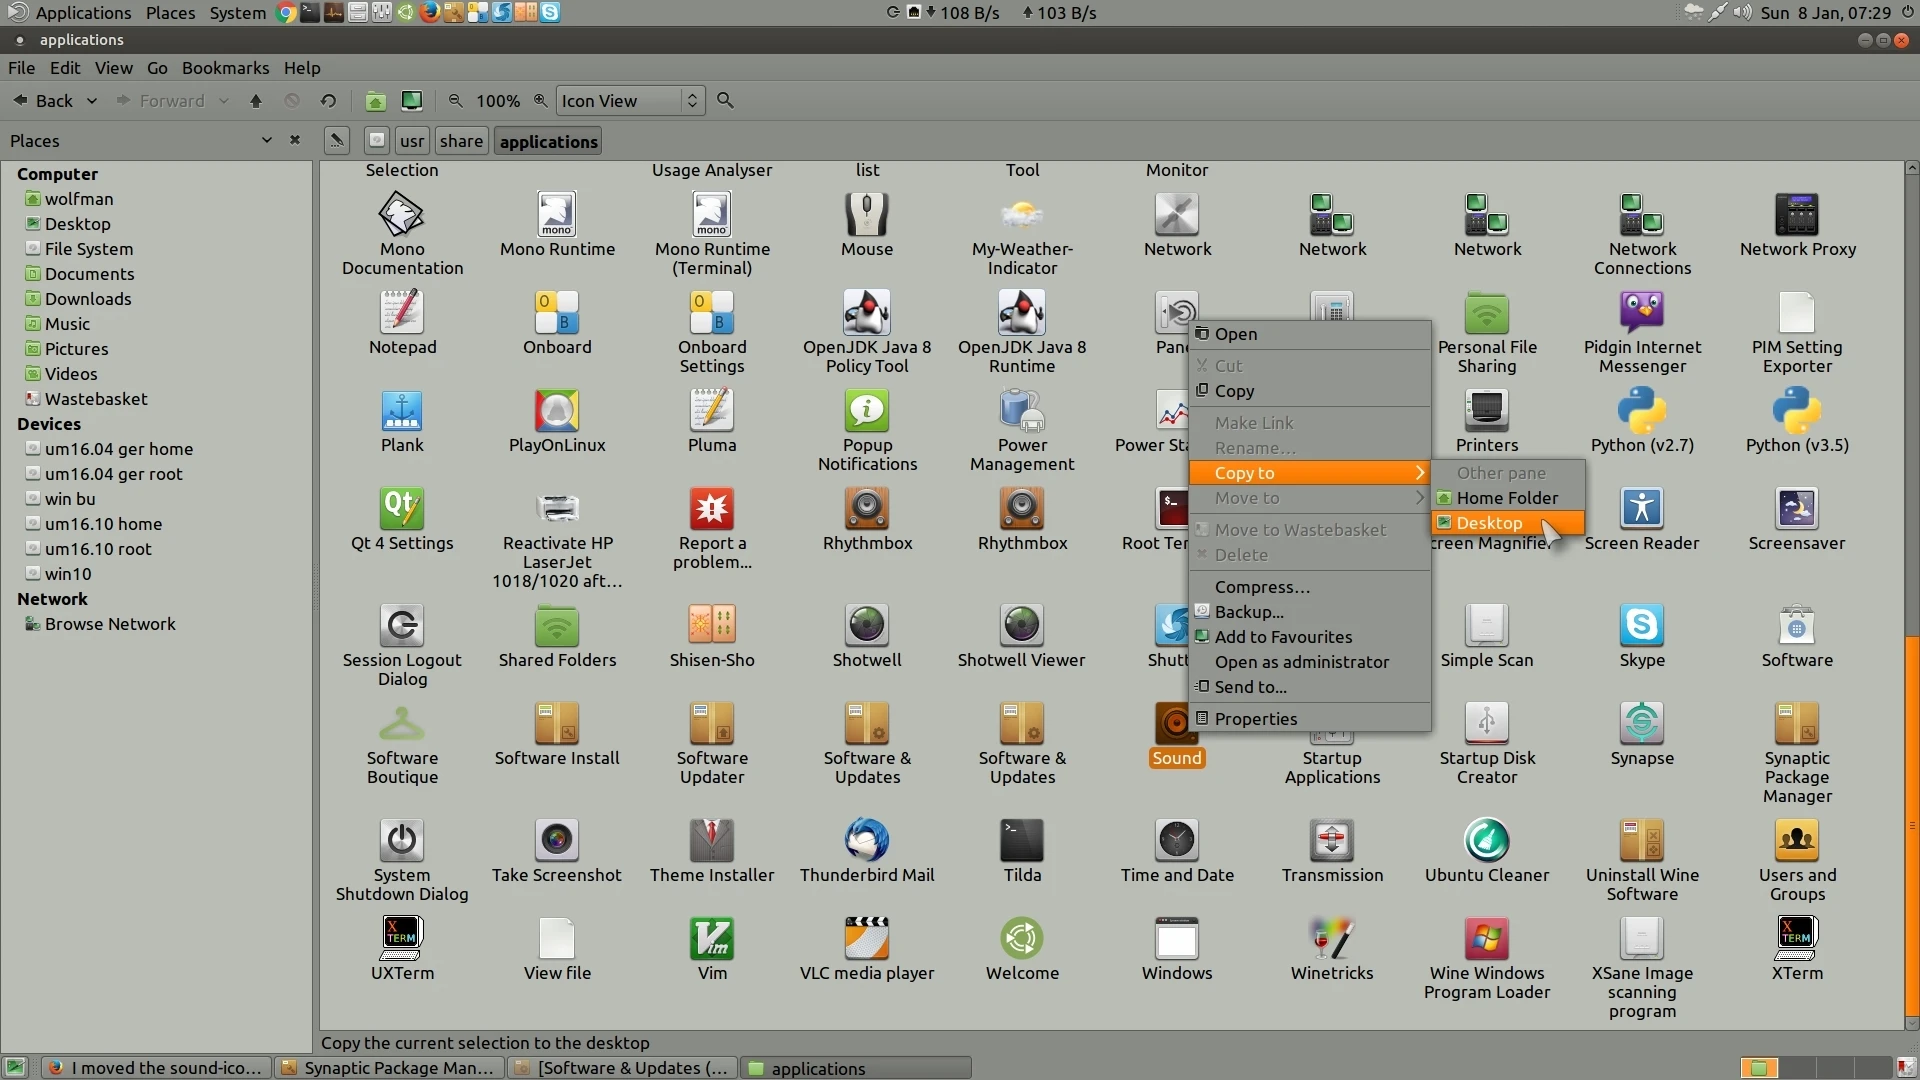 Applications Places System
108 B/s 103 B/s
Sun 8 Jan, 07:29
applications
File Edit View Go Bookmarks Help
Back Forward 100% Icon View
Places
usr share applications
Computer
wolfman
Desktop
File System
Documents
Downloads
Music
Pictures
Videos
Wastebasket
Devices
um16.04 ger home
um16.04 ger root
win bu
um16.10 home
um16.10 root
win10
Network
Browse Network
Selection
Usage Analyser
list
Tool
Monitor
Mono
Documentation
mono
Mono Runtime
mono
Mono Runtime
(Terminal)
Mouse
My-Weather-
Indicator
Network
Network
Network
Network
Connections
Network Proxy
Notepad
Onboard
Onboard
Settings
OpenJDK Java 8
Policy Tool
OpenJDK Java 8
Runtime
Pane
Personal File
Sharing
Pidgin Internet
Messenger
PIM Setting
Exporter
Plank
PlayOnLinux
Pluma
Popup
Notifications
Power
Management
Power Sta
Printers
Python (v2.7)
Python (v3.5)
Qt 4 Settings
Reactivate HP
LaserJet
1018/1020 aft...
Report a
problem...
Rhythmbox
Rhythmbox
Root Ter
creen Magnifier
Screen Reader
Screensaver
Session Logout
Dialog
Shared Folders
Shisen-Sho
Shotwell
Shotwell Viewer
Shutt
Simple Scan
Skype
Software
Software
Boutique
Software Install
Software
Updater
Software &
Updates
Software &
Updates
Sound
Startup
Applications
Startup Disk
Creator
Synapse
Synaptic
Package
Manager
System
Shutdown Dialog
Take Screenshot
Theme Installer
Thunderbird Mail
Tilda
Time and Date
Transmission
Ubuntu Cleaner
Uninstall Wine
Software
Users and
Groups
X
TERM
UXTerm
View file
Vim
Vim
VLC media player
Welcome
Windows
Winetricks
Wine Windows
Program Loader
XSane Image
scanning
program
X
TERM
XTerm
Open
Cut
Copy
Make Link
Rename...
Copy to
Move to
Move to Wastebasket
Delete
Compress...
Backup...
Add to Favourites
Open as administrator
Send to...
Properties
Other pane
Home Folder
Desktop
Copy the current selection to the desktop
I moved the sound-ico...
Synaptic Package Man...
[Software & Updates (...
applications